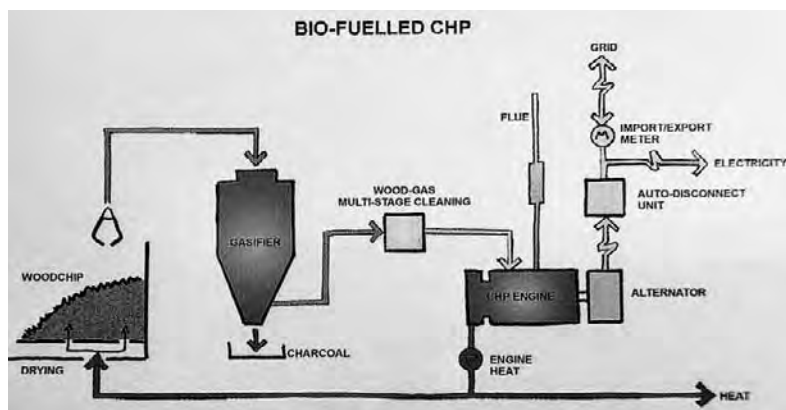 BIO-FUELLED CHP
GRID
FLUE
IMPORT/EXPORT
METER
ELECTRICITY
WOOD-GAS
MULTI-STAGE CLEANING
AUTO-DISCONNECT
UNIT
GASIFIER
WOODCHIP
CHP ENGINE
ALTERNATOR
CHARCOAL
ENGINE
HEAT
DRYING
HEAT
M